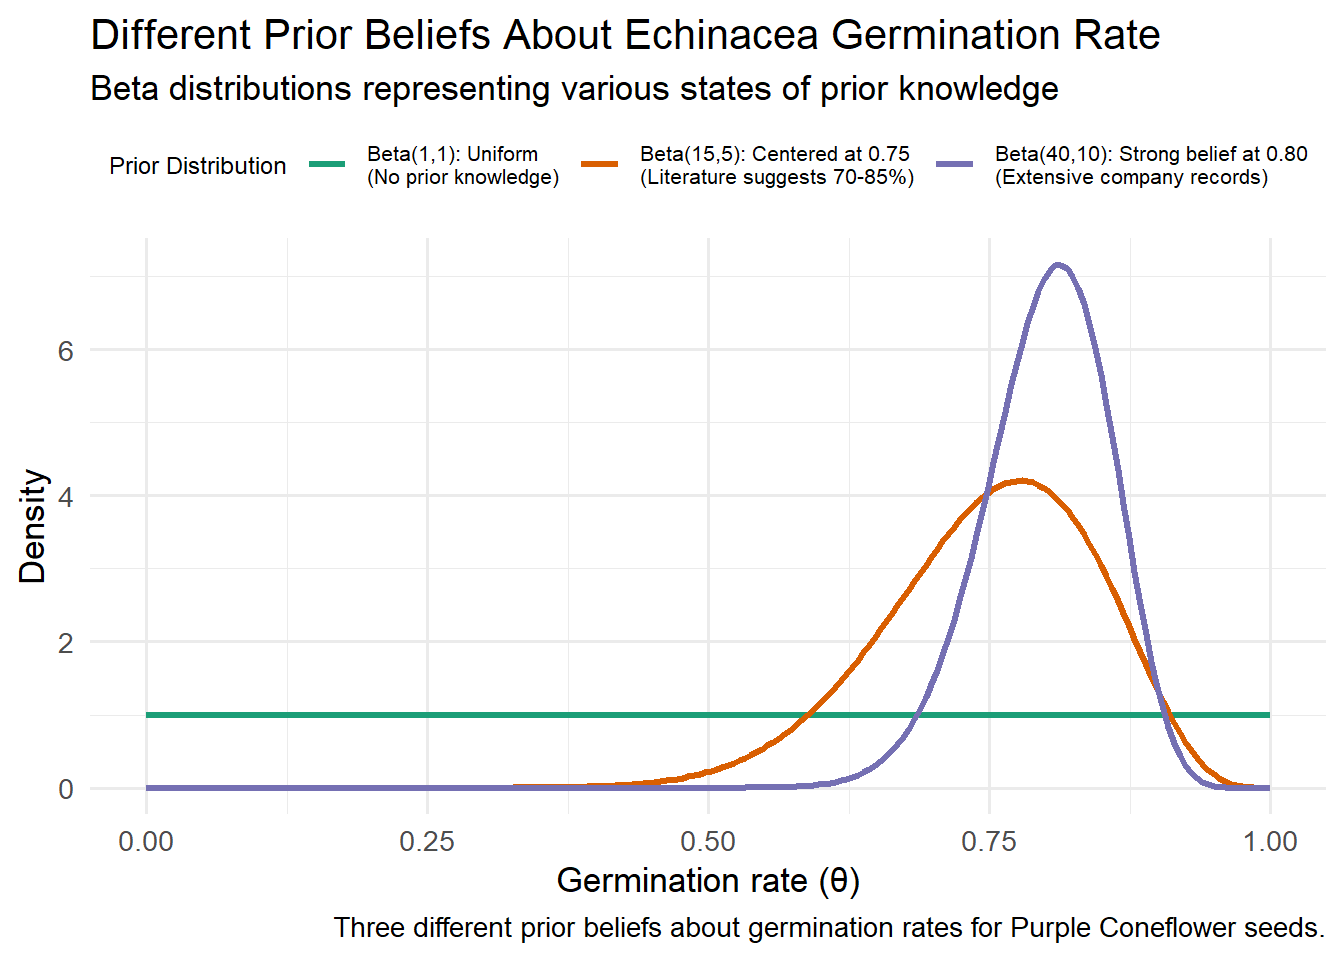 Different Prior Beliefs About Echinacea Germination Rate
Beta distributions representing various states of prior knowledge
Prior Distribution
Beta(1,1): Uniform
(No prior knowledge)
Beta(15,5): Centered at 0.75
(Literature suggests 70-85%)
Beta(40,10): Strong belief at 0.80
(Extensive company records)
Density
6
4
2
0
0.00
0.25
0.50
0.75
1.00
Germination rate (θ)
Three different prior beliefs about germination rates for Purple Coneflower seeds.